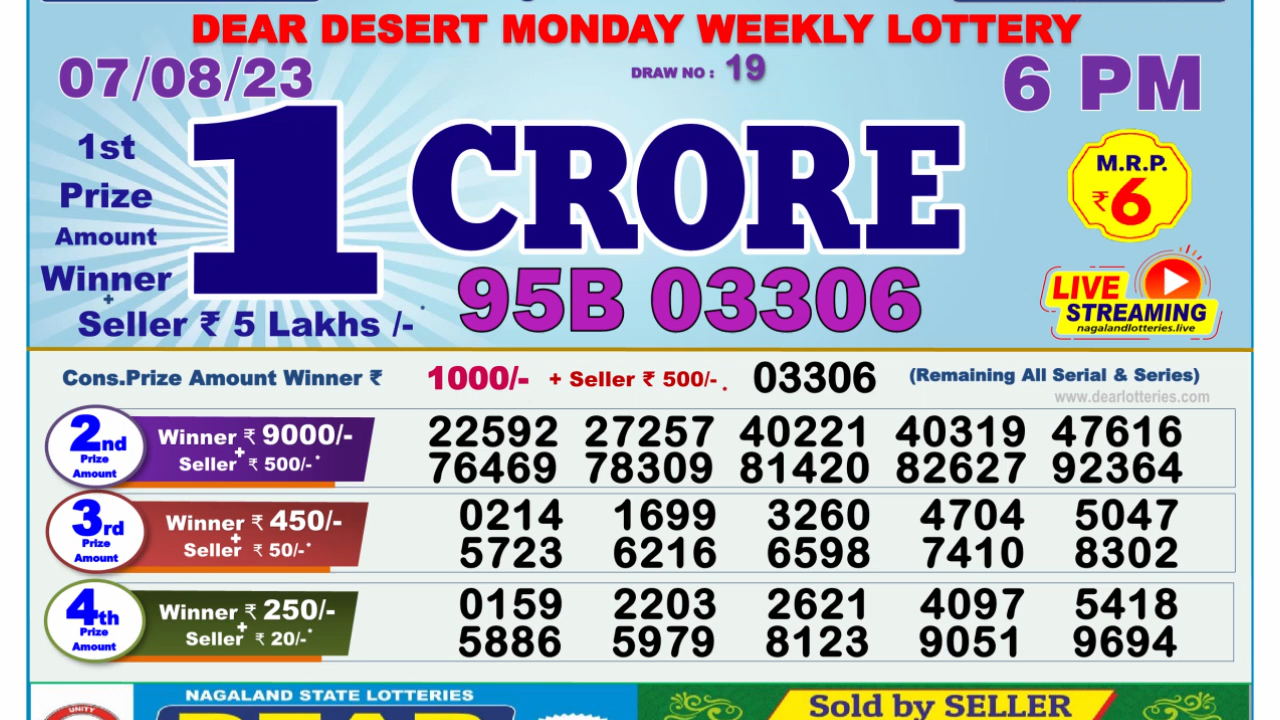 DEAR DESERT MONDAY WEEKLY LOTTERY
07/08/23
DRAW NO : 19
6 PM
1st
Prize
Amount
Winner
+
Seller ₹ 5 Lakhs /- *
1 CRORE
95B 03306
M.R.P.
₹6
LIVE
STREAMING
nagalandlotteries.live
Cons.Prize Amount Winner ₹ 1000/- + Seller ₹ 500/- . 03306 (Remaining All Serial & Series)
www.dearlotteries.com
2nd
Prize
Amount
Winner ₹ 9000/-
+
Seller ₹ 500/- *
22592 27257 40221 40319 47616
76469 78309 81420 82627 92364
3rd
Prize
Amount
Winner ₹ 450/-
+
Seller ₹ 50/- *
0214 1699 3260 4704 5047
5723 6216 6598 7410 8302
4th
Prize
Amount
Winner ₹ 250/-
+
Seller ₹ 20/- *
0159 2203 2621 4097 5418
5886 5979 8123 9051 9694
UNITY
NAGALAND STATE LOTTERIES
DEAR
Sold by SELLER